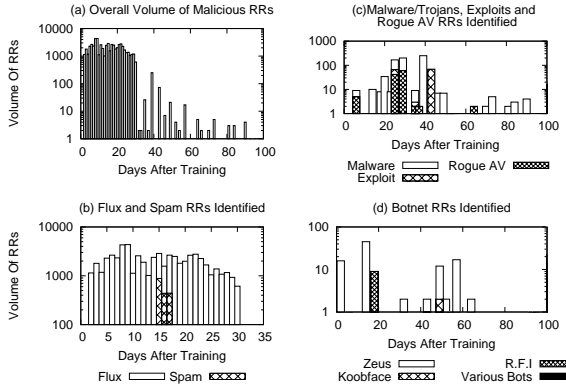 (a) Overall Volume of Malicious RRs
Volume Of RRs
10000
1000
100
10
1
0 20 40 60 80 100
Days After Training
(c)Malware/Trojans, Exploits and
Rogue AV RRs Identified
1000
100
10
1
0 20 40 60 80 100
Days After Training
Malware Rogue AV
Exploit
(b) Flux and Spam RRs Identified
Volume Of RRs
10000
1000
100
0 5 10 15 20 25 30 35
Days After Training
Flux Spam
(d) Botnet RRs Identified
100
10
1
0 20 40 60 80 100
Days After Training
Zeus R.F.I
Koobface Various Bots